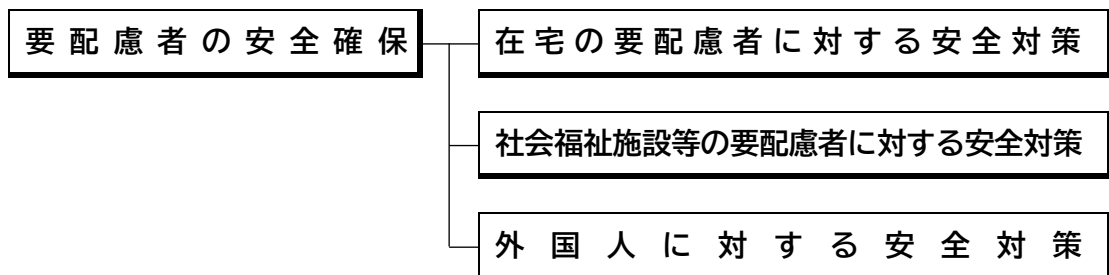 要配慮者の安全確保
在宅の要配慮者に対する安全対策
社会福祉施設等の要配慮者に対する安全対策
外国人に対する安全対策